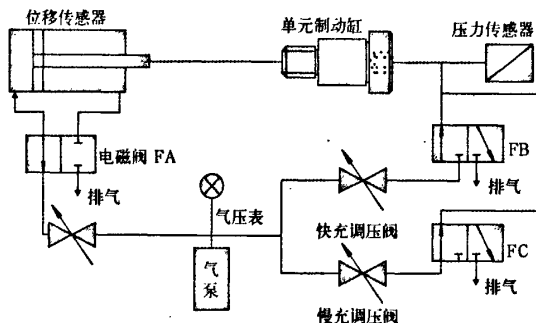 位移传感器
单元制动缸
压力传感器
电磁阀 FA
排气
FB
排气
气压表
快充调压阀
气泵
FC
排气
慢充调压阀